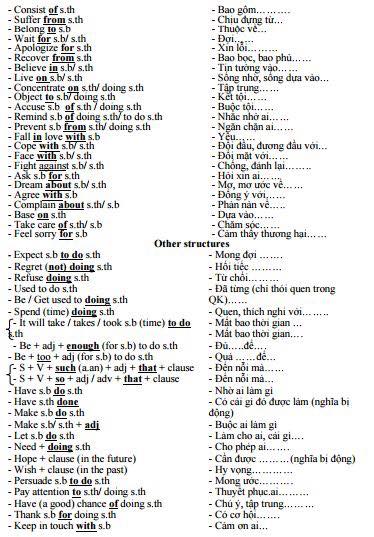 - Consist of s.th - Bao gồm……….
- Suffer from s.th - Chịu đựng từ…
- Belong to s.b - Thuộc về…
- Wait for s.b/ s.th - Đợi……
- Apologize for s.th - Xin lỗi………
- Recover from s.th - Bao bọc, bao phủ……
- Believe in s.b/ s.th - Tin tưởng vào……
- Live on s.b/ s.th - Sống nhờ, sống dựa vào…
- Concentrate on s.th/ doing s.th - Tập trung……
- Object to s.b/ doing s.th - Kết tội……
- Accuse s.b of s.th / doing s.th - Buộc tội……
- Remind s.b of doing s.th/ to do s.th - Nhắc nhở ai……
- Prevent s.b from s.th/ doing s.th - Ngăn chặn ai……
- Fall in love with s.b - Yêu……
- Cope with s.b/ s.th - Đối đầu, đương đầu với…
- Face with s.b/ s.th - Đối mặt với……
- Fight against s.b/ s.th - Chống, đánh lại……..
- Ask s.b for s.th - Hỏi xin ai……
- Dream about s.b/ s.th - Mơ, mơ ước về……
- Agree with s.b - Đồng ý với……
- Complain about s.th/ s.b - Phàn nàn về…..
- Base on s.th - Dựa vào……
- Take care of s.th/ s.b - Chăm sóc……
- Feel sorry for s.b - Cảm thấy thương hại……
Other structures
- Expect s.b to do s.th - Mong đợi …….
- Regret (not) doing s.th - Hối tiếc ………
- Refuse doing s.th - Từ chối………
- Used to do s.th - Đã từng (chỉ thói quen trong
- Be / Get used to doing s.th QK)……
- Spend (time) doing s.th - Quen, thích nghi với……..
- It will take / takes / took s.b (time) to do - Mất bao thời gian …
s.th - Mất bao thời gian….
- Be + adj + enough (for s.b) to do s.th - Đủ…..để….
- Be + too + adj (for s.b) to do s.th - Quá ……để…
- S + V + such (a.an) + adj + that + clause - Đến nỗi mà…
- S + V + so + adj / adv + that + clause - Đến nỗi mà…
- Have s.b do s.th - Nhờ ai làm gì
- Have s.th done - Có cái gì đó được làm (nghĩa bị
- Make s.b do s.th động)
- Make s.b/ s.th + adj - Buộc ai làm gì
- Let s.b do s.th - Làm cho ai, cái gì….
- Need + doing s.th - Cho phép ai…
- Hope + clause (in the future) - Cần được ………(nghĩa bị động)
- Wish + clause (in the past) - Hy vọng…………
- Persuade s.b to do s.th - Mong ước……….
- Pay attention to s.th/ doing s.th - Thuyết phục.ai………
- Have (a good) chance of doing s.th - Chú ý, tập trung……
- Thank s.b for doing s.th - Có cơ hội….
- Keep in touch with s.b - Cám ơn ai...